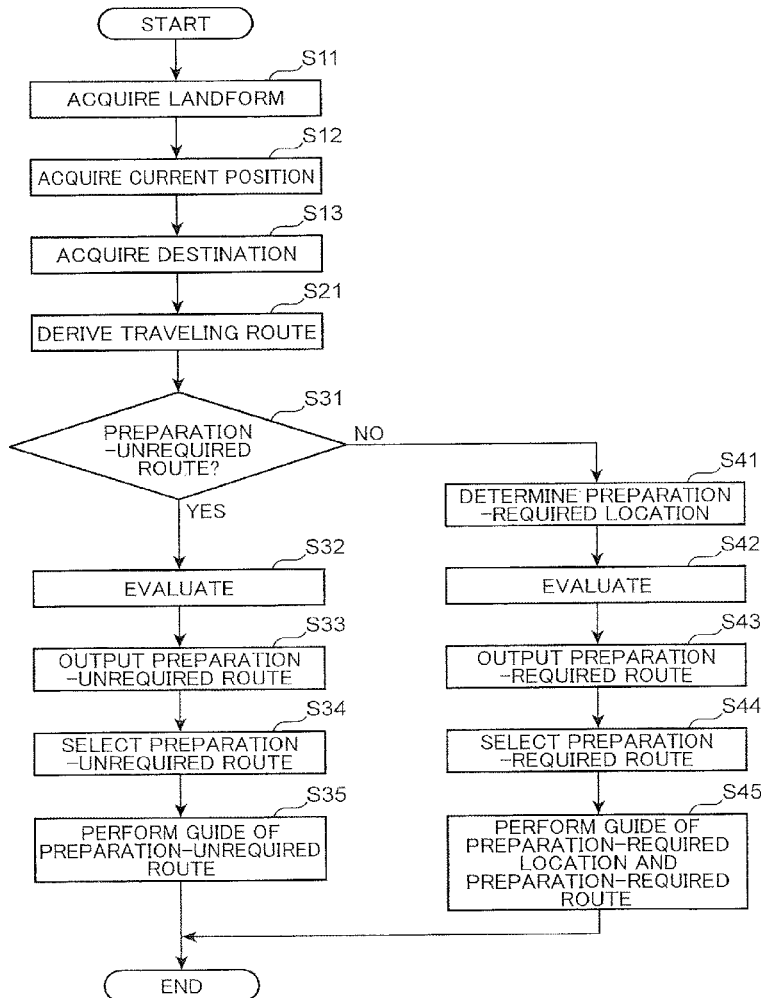 START
S11
ACQUIRE LANDFORM
S12
ACQUIRE CURRENT POSITION
S13
ACQUIRE DESTINATION
S21
DERIVE TRAVELING ROUTE
S31
PREPARATION
-UNREQUIRED
ROUTE?
NO
YES
S32
EVALUATE
S33
OUTPUT PREPARATION
-UNREQUIRED ROUTE
S34
SELECT PREPARATION
-UNREQUIRED ROUTE
S35
PERFORM GUIDE OF
PREPARATION-UNREQUIRED
ROUTE
S41
DETERMINE PREPARATION
-REQUIRED LOCATION
S42
EVALUATE
S43
OUTPUT PREPARATION
-REQUIRED ROUTE
S44
SELECT PREPARATION
-REQUIRED ROUTE
S45
PERFORM GUIDE OF
PREPARATION-REQUIRED
LOCATION AND
PREPARATION-REQUIRED
ROUTE
END